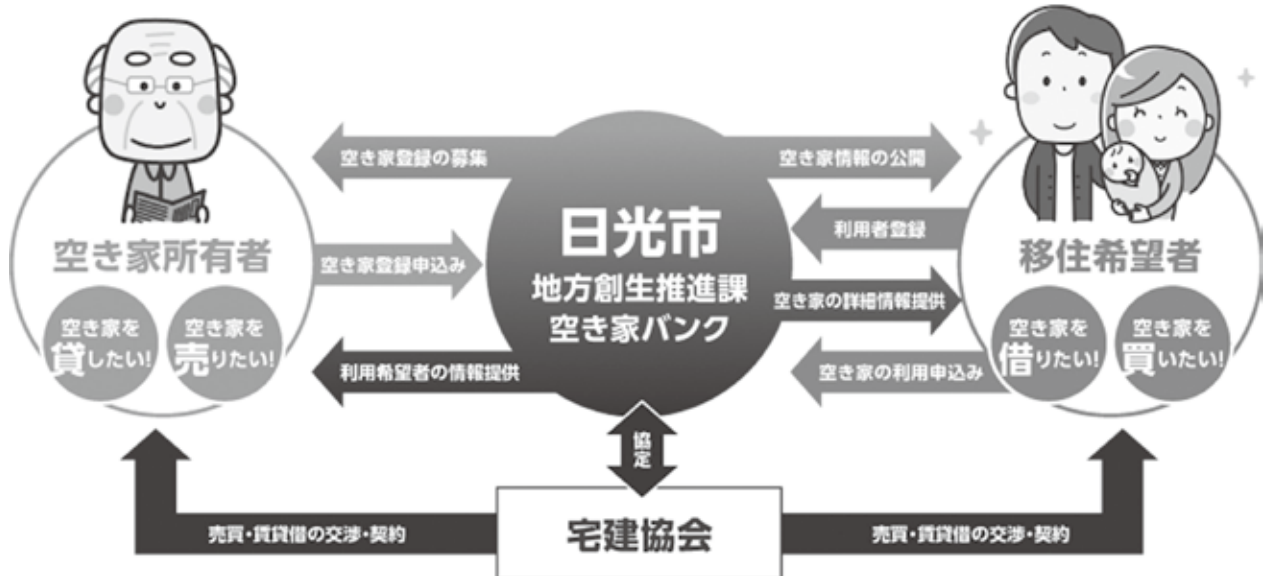 空き家登録の募集
空き家情報の公開
日光市
地方創生推進課
空き家バンク
利用者登録
空き家所有者
空き家登録申込み
移住希望者
空き家の詳細情報提供
空き家を
貸したい!
空き家を
売りたい!
空き家を
借りたい!
空き家を
買いたい!
利用希望者の情報提供
空き家の利用申込み
協定
売買・賃貸借の交渉・契約
宅建協会
売買・賃貸借の交渉・契約